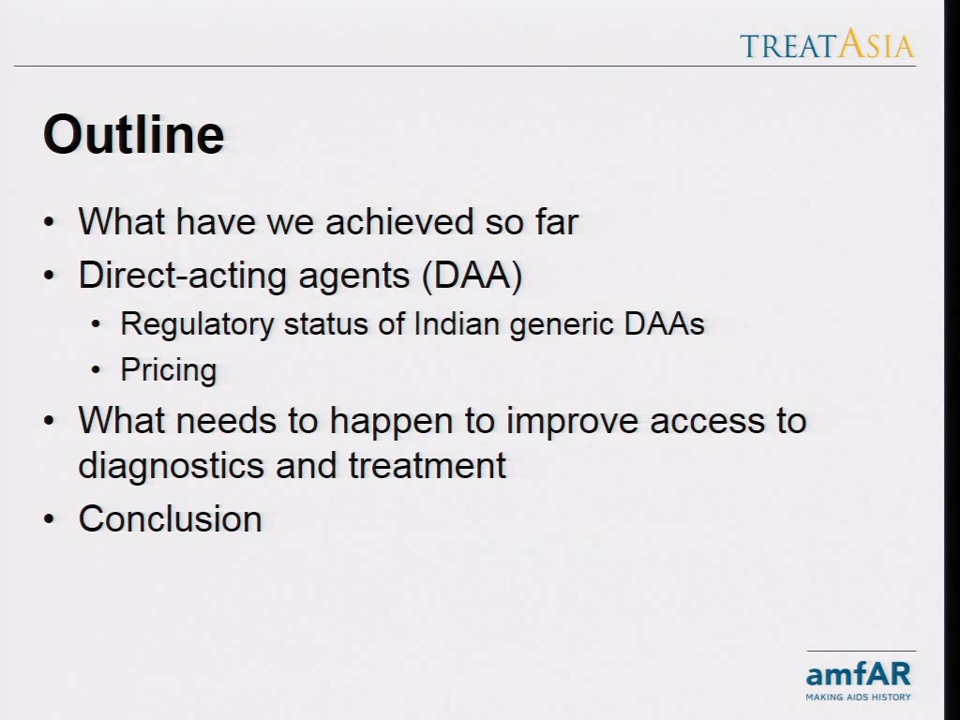 TREATASIA
Outline
• What have we achieved so far
• Direct-acting agents (DAA)
• Regulatory status of Indian generic DAAs
• Pricing
• What needs to happen to improve access to
diagnostics and treatment
• Conclusion
amfAR
MAKING AIDS HISTORY